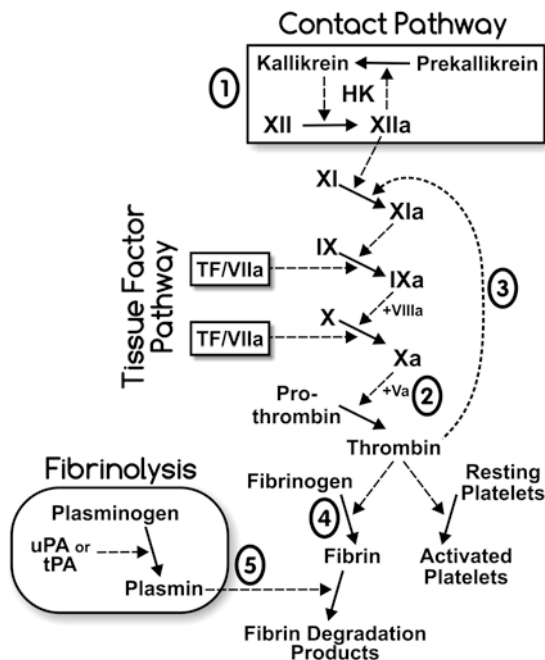 Contact Pathway
1
Kallikrein
Prekallikrein
HK
XII
XIIa
XI
XIa
Tissue Factor
Pathway
TF/VIIa
IX
IXa
+VIIIa
3
TF/VIIa
X
Xa
+Va
2
Pro-
thrombin
Thrombin
Fibrinolysis
Plasminogen
uPA or
tPA
Plasmin
5
Fibrinogen
4
Fibrin
Resting
Platelets
Activated
Platelets
Fibrin Degradation
Products